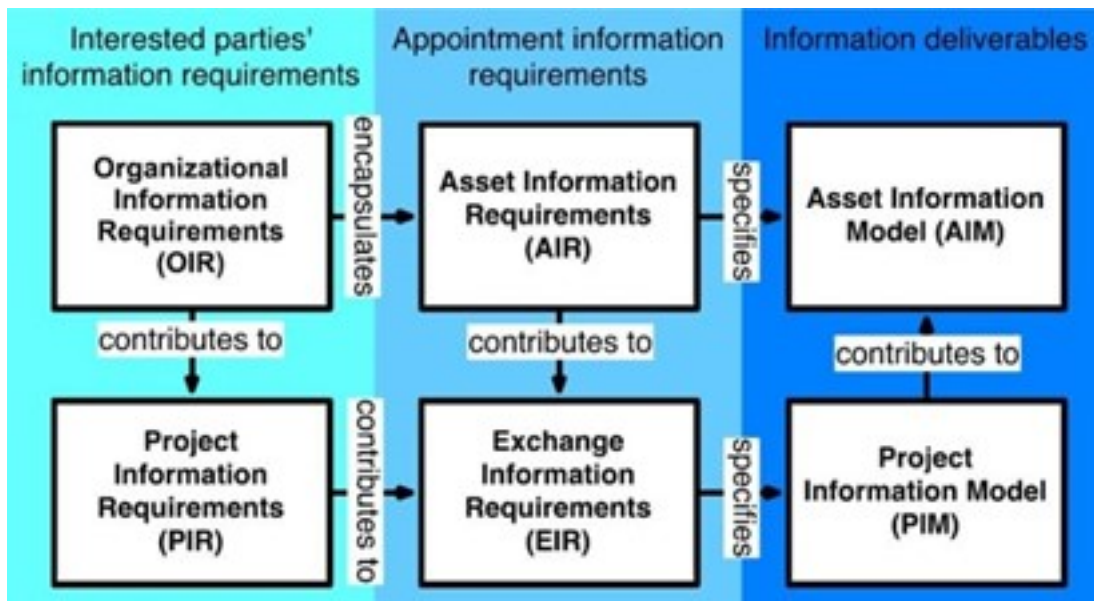 Interested parties'
information requirements
Appointment information
requirements
Information deliverables
Organizational
Information
Requirements
(OIR)
encapsulates
Asset Information
Requirements
(AIR)
specifies
Asset Information
Model (AIM)
contributes to
contributes to
contributes to
Project
Information
Requirements
(PIR)
contributes to
Exchange
Information
Requirements
(EIR)
specifies
Project
Information Model
(PIM)